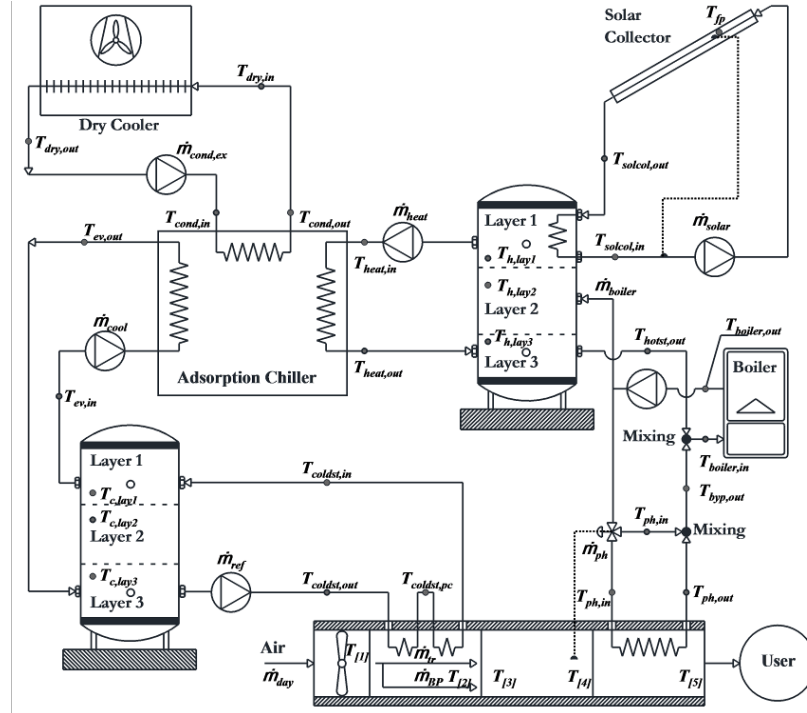 Solar
Collector
T_fp
T_dry,in
Dry Cooler
T_dry,out
ṁ_cond,ex
T_solcol,out
T_cond,in
T_cond,out
ṁ_heat
Layer 1
ṁ_solar
T_ev,out
T_heat,in
T_h,lay1
T_solcol,in
T_h,lay2
Layer 2
ṁ_boiler
ṁ_cool
T_h,lay3
T_hotst,out
T_boiler,out
T_heat,out
Layer 3
Boiler
Adsorption Chiller
T_ev,in
Mixing
T_boiler,in
Layer 1
T_coldst,in
T_byp,out
T_c,lay1
T_c,lay2
Layer 2
T_ph,in
Mixing
ṁ_ref
ṁ_ph
T_c,lay3
T_coldst,out
T_coldst,pc
Layer 3
T_ph,in
T_ph,out
Air
ṁ_day
T_[1]
ṁ_tr
ṁ_BP
T_[2]
T_[3]
T_[4]
T_[5]
User